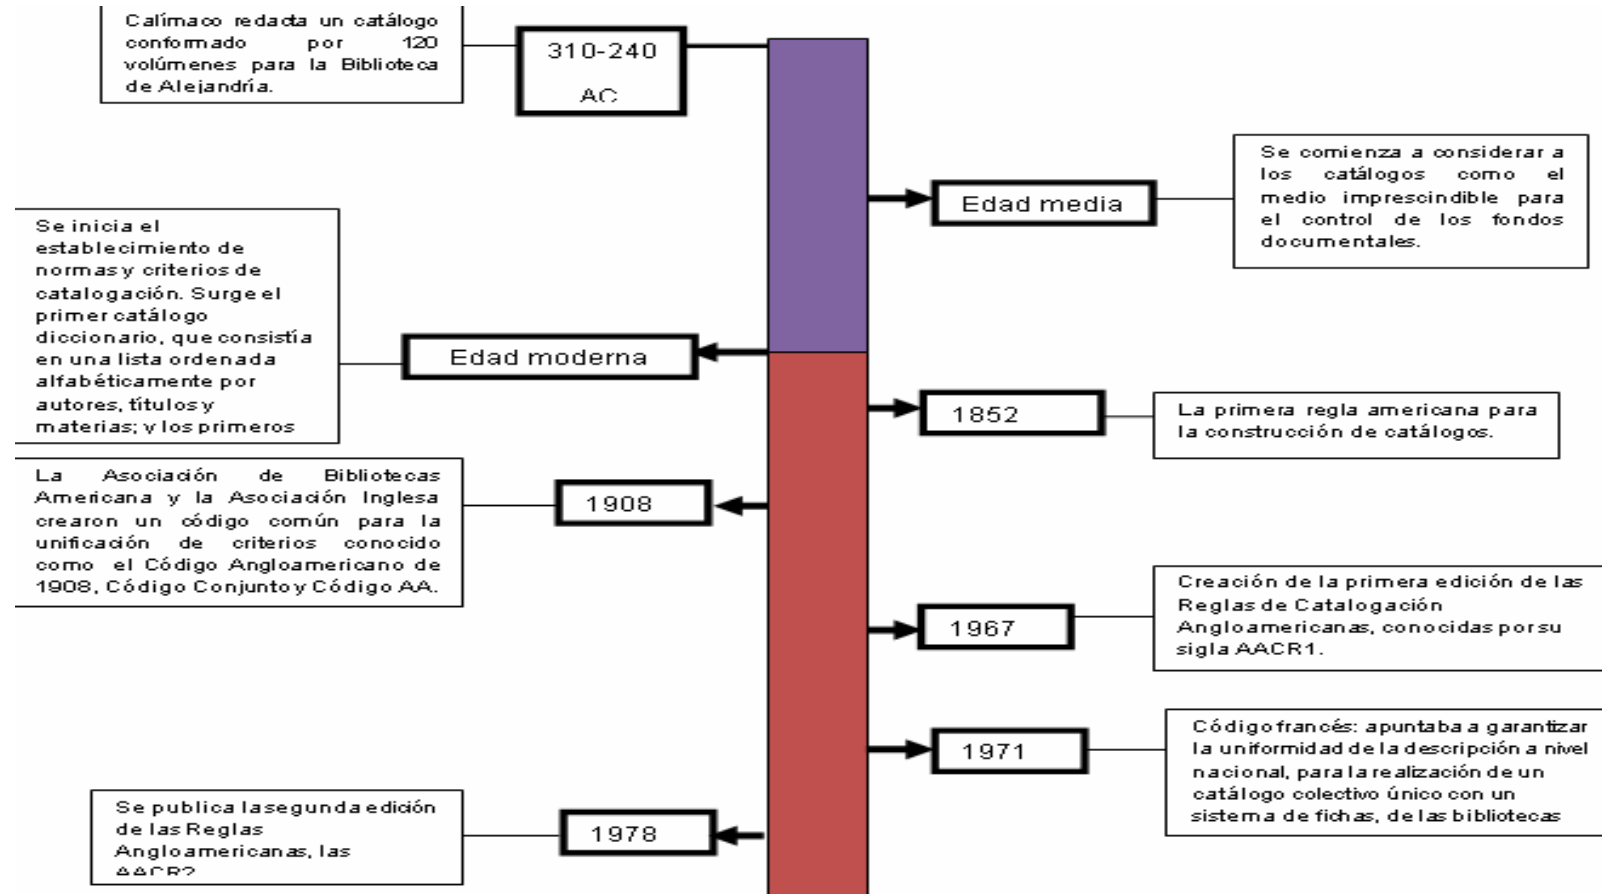 Calímaco redacta un catálogo
conformado por 120
volúmenes para la Biblioteca
de Alejandría.
310-240
AC
Se comienza a considerar a
los catálogos como el
medio imprescindible para
el control de los fondos
documentales.
Edad media
Se inicia el
establecimiento de
normas y criterios de
catalogación. Surge el
primer catálogo
diccionario, que consistía
en una lista ordenada
alfabéticamente por
autores, títulos y
materias; y los primeros
Edad moderna
1852
La primera regla americana para
la construcción de catálogos.
La Asociación de Bibliotecas
Americana y la Asociación Inglesa
crearon un código común para la
unificación de criterios conocido
como el Código Angloamericano de
1908, Código Conjunto y Código AA.
1908
1967
Creación de la primera edición de las
Reglas de Catalogación
Angloamericanas, conocidas por su
sigla AACR1.
1971
Código francés: apuntaba a garantizar
la uniformidad de la descripción a nivel
nacional, para la realización de un
catálogo colectivo único con un
sistema de fichas, de las bibliotecas
Se publica la segunda edición
de las Reglas
Angloamericanas, las
AACR2
1978